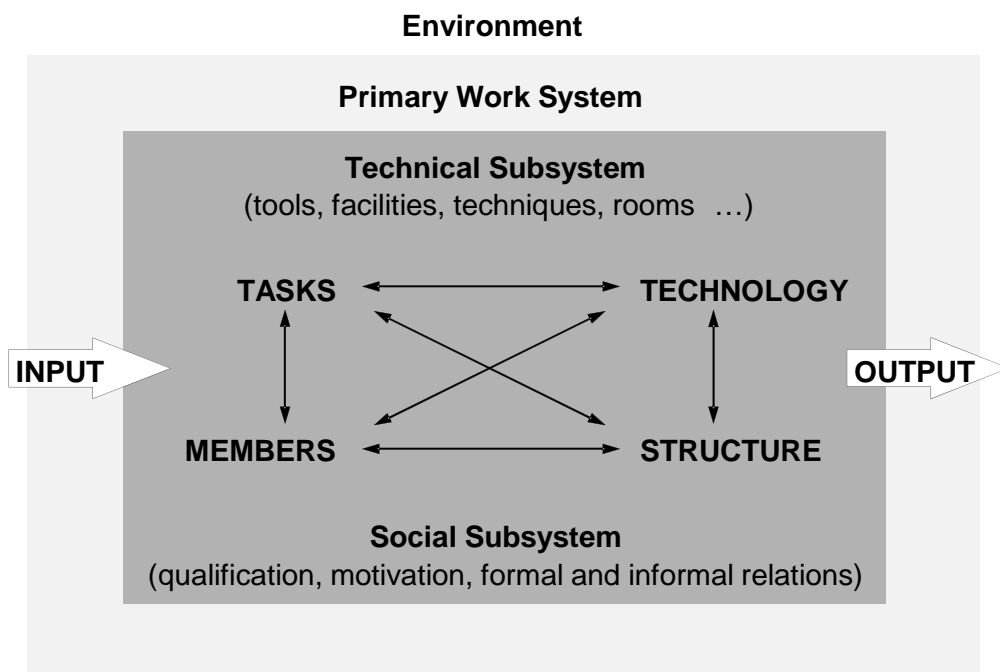 Environment
Primary Work System
Technical Subsystem
(tools, facilities, techniques, rooms …)
TASKS TECHNOLOGY
INPUT OUTPUT
MEMBERS STRUCTURE
Social Subsystem
(qualification, motivation, formal and informal relations)